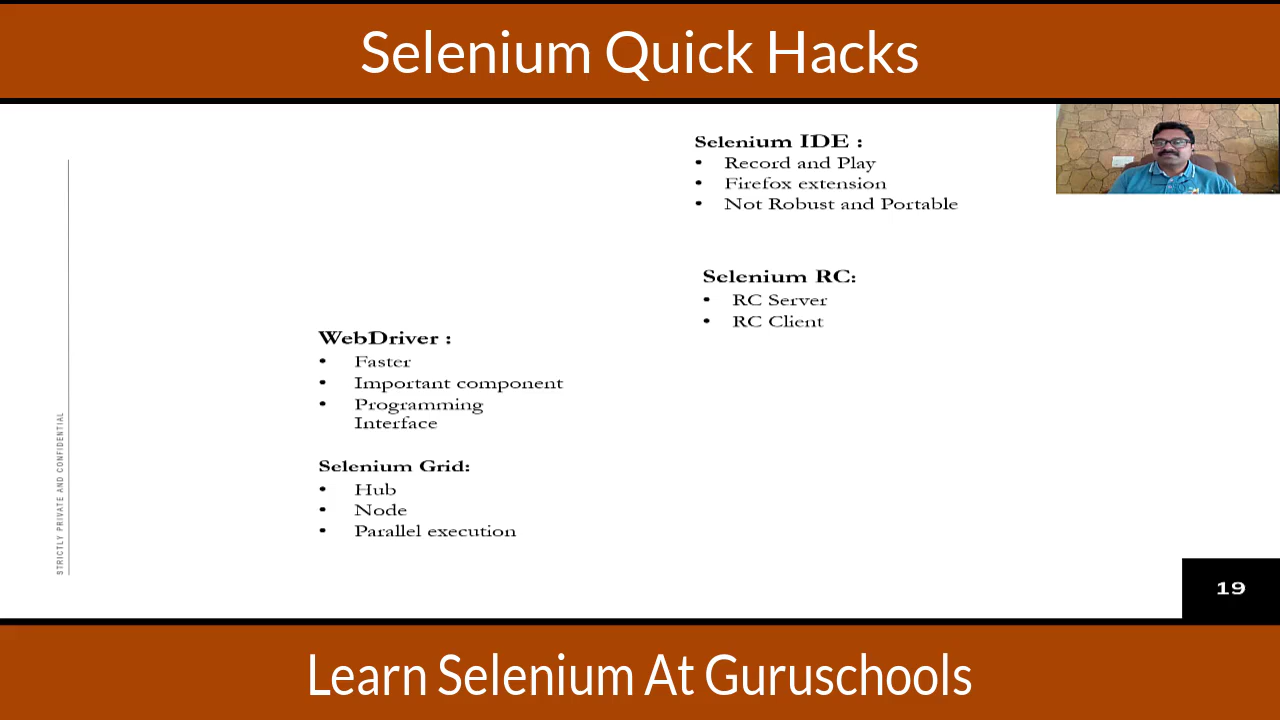 Selenium Quick Hacks
Selenium IDE :
• Record and Play
• Firefox extension
• Not Robust and Portable
Selenium RC:
• RC Server
• RC Client
WebDriver :
• Faster
• Important component
• Programming
Interface
Selenium Grid:
• Hub
• Node
• Parallel execution
STRICTLY PRIVATE AND CONFIDENTIAL
19
Learn Selenium At Guruschools